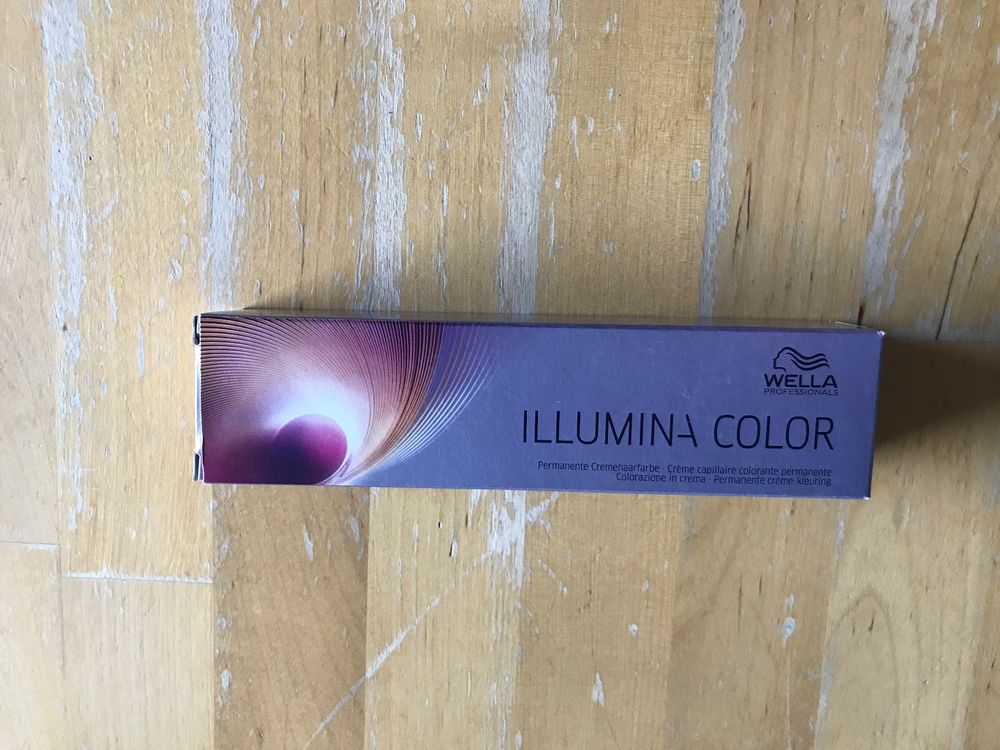 WELLA
PROFESSIONALS
ILLUMINA COLOR
Permanente Cremehaarfarbe · Crème capillaire colorante permanente
Colorazione in crema · Permanente crème-kleuring